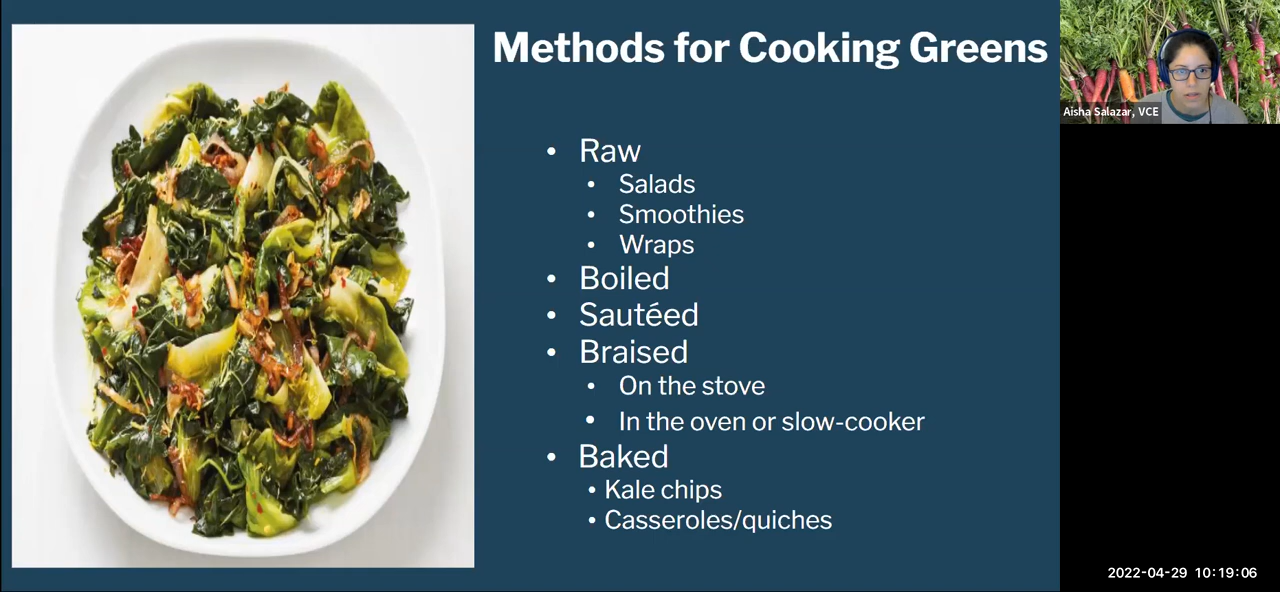 Methods for Cooking Greens
• Raw
• Salads
• Smoothies
• Wraps
• Boiled
• Sautéed
• Braised
• On the stove
• In the oven or slow-cooker
• Baked
• Kale chips
• Casseroles/quiches
Aisha Salazar, VCE
2022-04-29 10:19:06